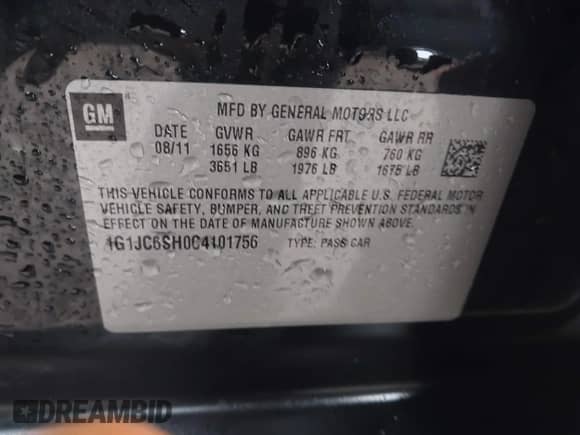 GM
MFD BY GENERAL MOTORS LLC
DATE GVWR GAWR FRT GAWR RR
08/11 1656 KG 896 KG 760 KG
3651 LB 1976 LB 1675 LB
THIS VEHICLE CONFORMS TO ALL APPLICABLE U.S. FEDERAL MOTOR
VEHICLE SAFETY, BUMPER, AND THEFT PREVENTION STANDARDS IN
EFFECT ON THE DATE OF MANUFACTURE SHOWN ABOVE.
1G1JC6SH0C4101756 TYPE: PASS CAR
DREAMBID